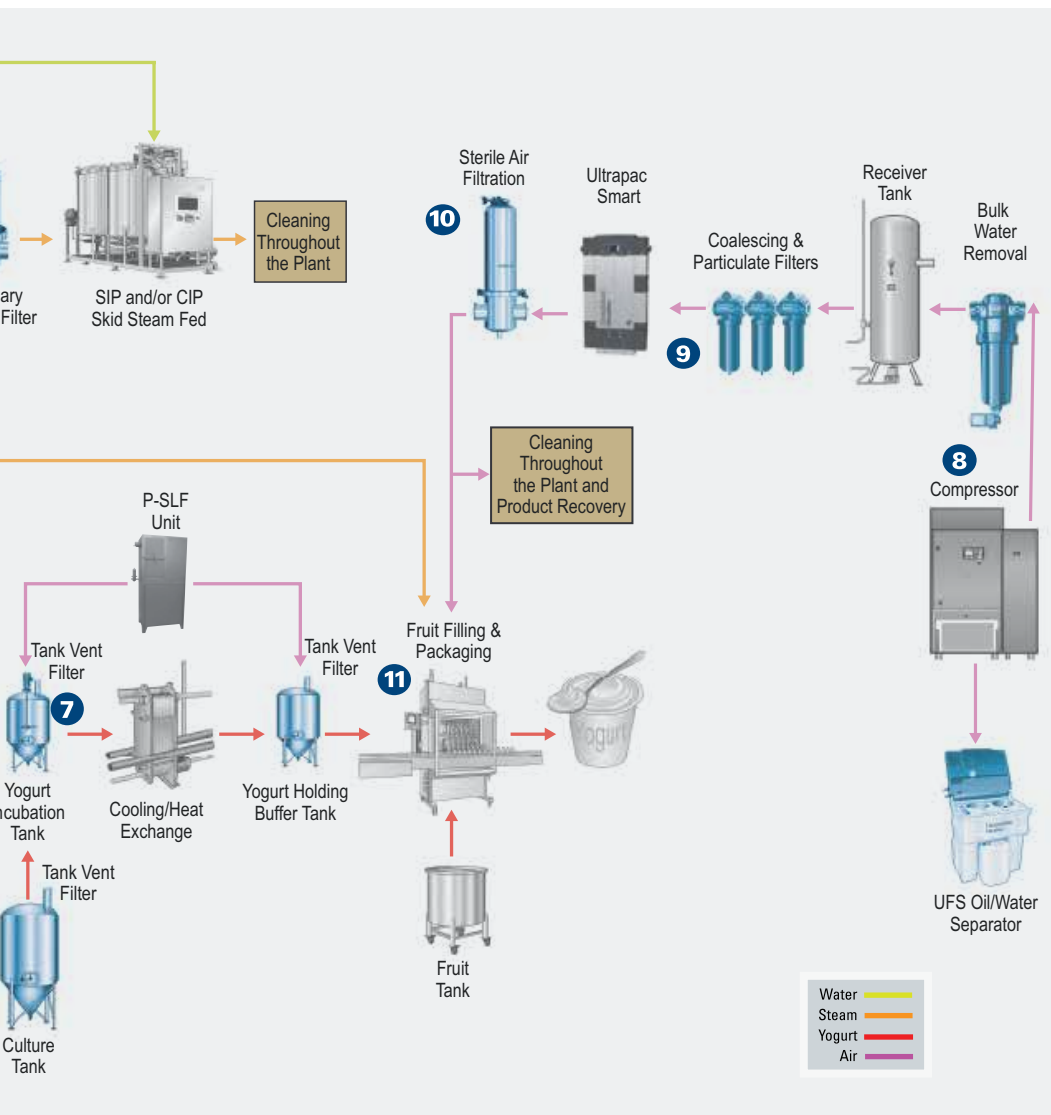 ary
Filter
SIP and/or CIP
Skid Steam Fed
Cleaning
Throughout
the Plant
Sterile Air
Filtration
10
Ultrapac
Smart
Coalescing &
Particulate Filters
9
Receiver
Tank
Bulk
Water
Removal
8
Compressor
Cleaning
Throughout
the Plant and
Product Recovery
P-SLF
Unit
Tank Vent
Filter
7
Yogurt
ncubation
Tank
Cooling/Heat
Exchange
Tank Vent
Filter
Yogurt Holding
Buffer Tank
Fruit Filling &
Packaging
11
Yogurt
Tank Vent
Filter
Culture
Tank
Fruit
Tank
UFS Oil/Water
Separator
Water
Steam
Yogurt
Air